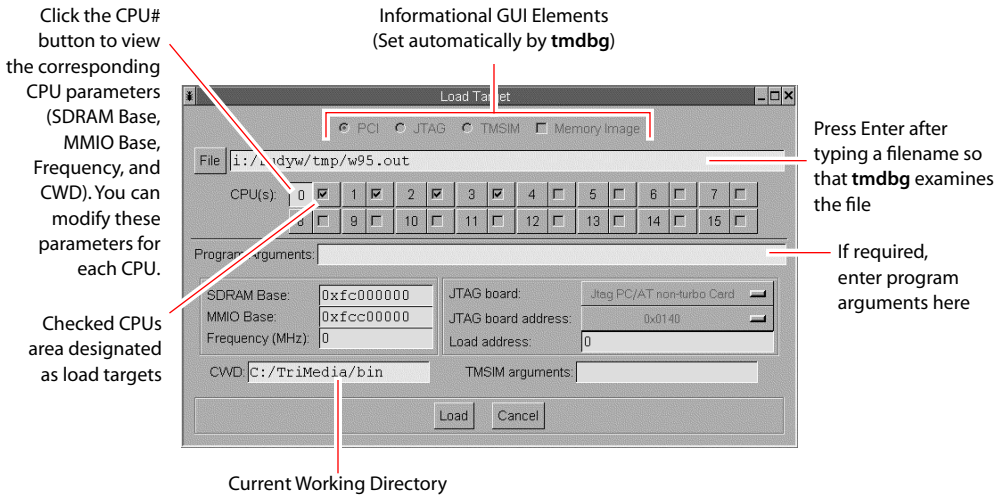 Click the CPU#
button to view
the corresponding
CPU parameters
(SDRAM Base,
MMIO Base,
Frequency, and
CWD). You can
modify these
parameters for
each CPU.
Checked CPUs
area designated
as load targets
Informational GUI Elements
(Set automatically by tmdbg)
Load Target
PCI JTAG TMSIM Memory Image
File i:/rudyw/tmp/w95.out
CPU(s): 0 1 2 3 4 5 6 7
8 9 10 11 12 13 14 15
Program Arguments:
SDRAM Base: 0xfc000000
MMIO Base: 0xfcc00000
Frequency (MHz): 0
JTAG board: Jtag PC/AT non-turbo Card
JTAG board address: 0x0140
Load address: 0
CWD: C:/TriMedia/bin
TMSIM arguments:
Load Cancel
Press Enter after
typing a filename so
that tmdbg examines
the file
If required,
enter program
arguments here
Current Working Directory